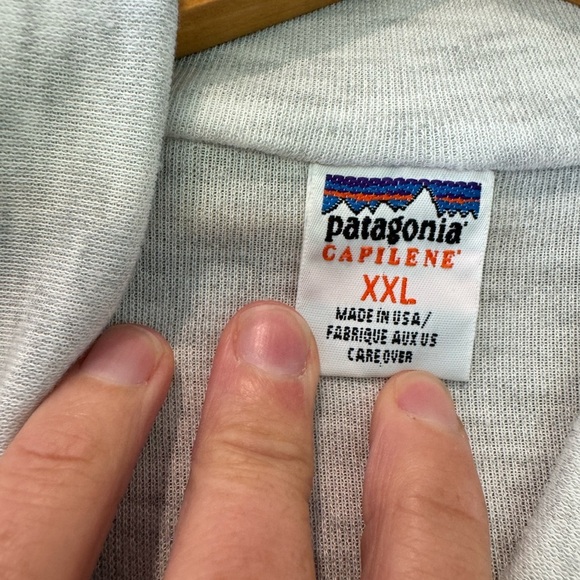 patagonia®
CAPILENE®
XXL
MADE IN USA/
FABRIQUE AUX US
CARE OVER